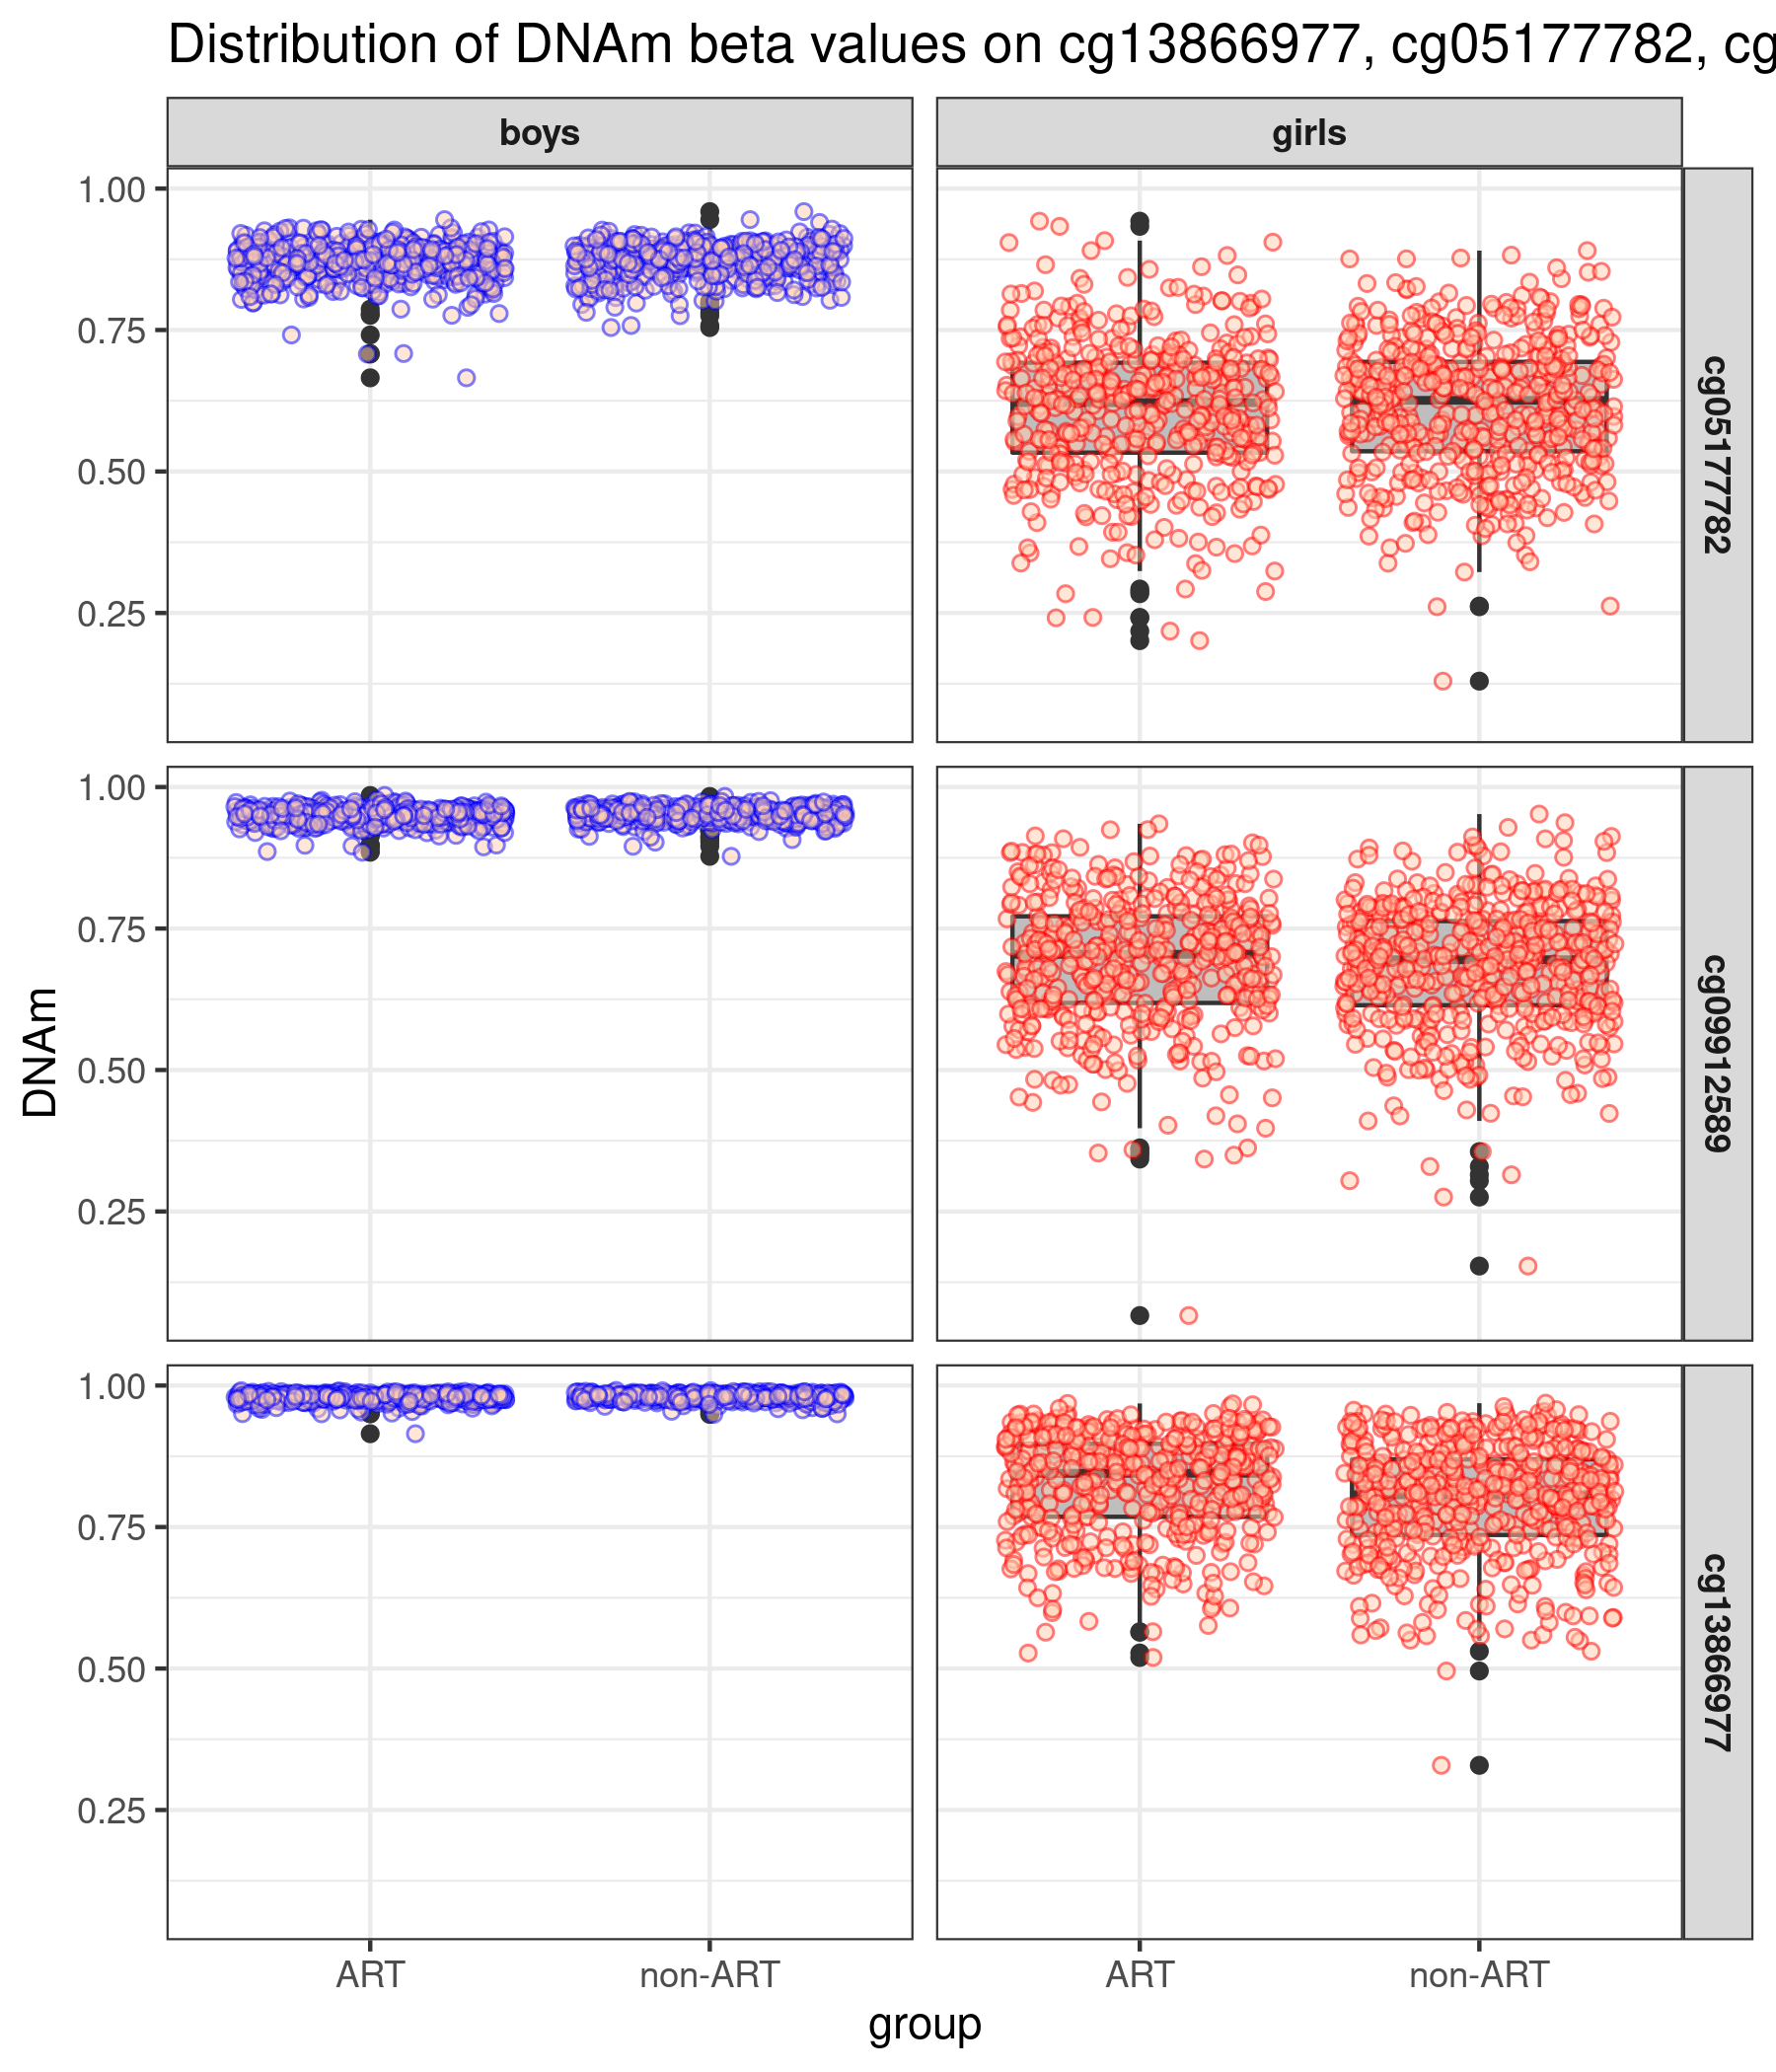 Distribution of DNAm beta values on cg13866977, cg05177782, cg
boys
girls
1.00
0.75
0.50
0.25
cg05177782
1.00
0.75
0.50
0.25
cg09912589
1.00
0.75
0.50
0.25
cg13866977
DNAm
ART
non-ART
ART
non-ART
group